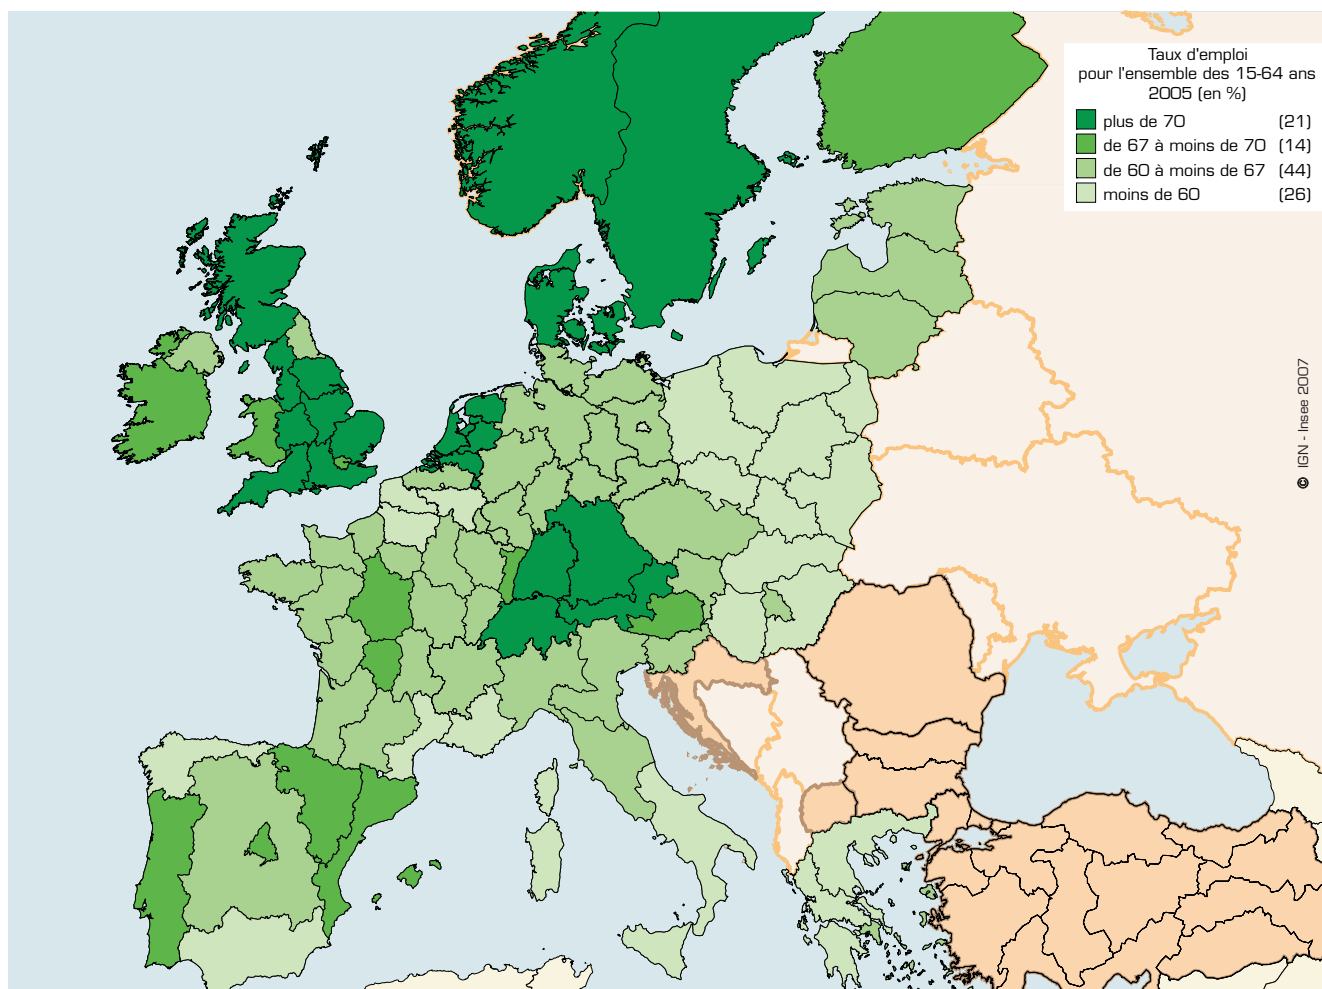 Taux d'emploi
pour l'ensemble des 15-64 ans
2005 (en %)
plus de 70 (21)
de 67 à moins de 70 (14)
de 60 à moins de 67 (44)
moins de 60 (26)
© IGN - Insee 2007